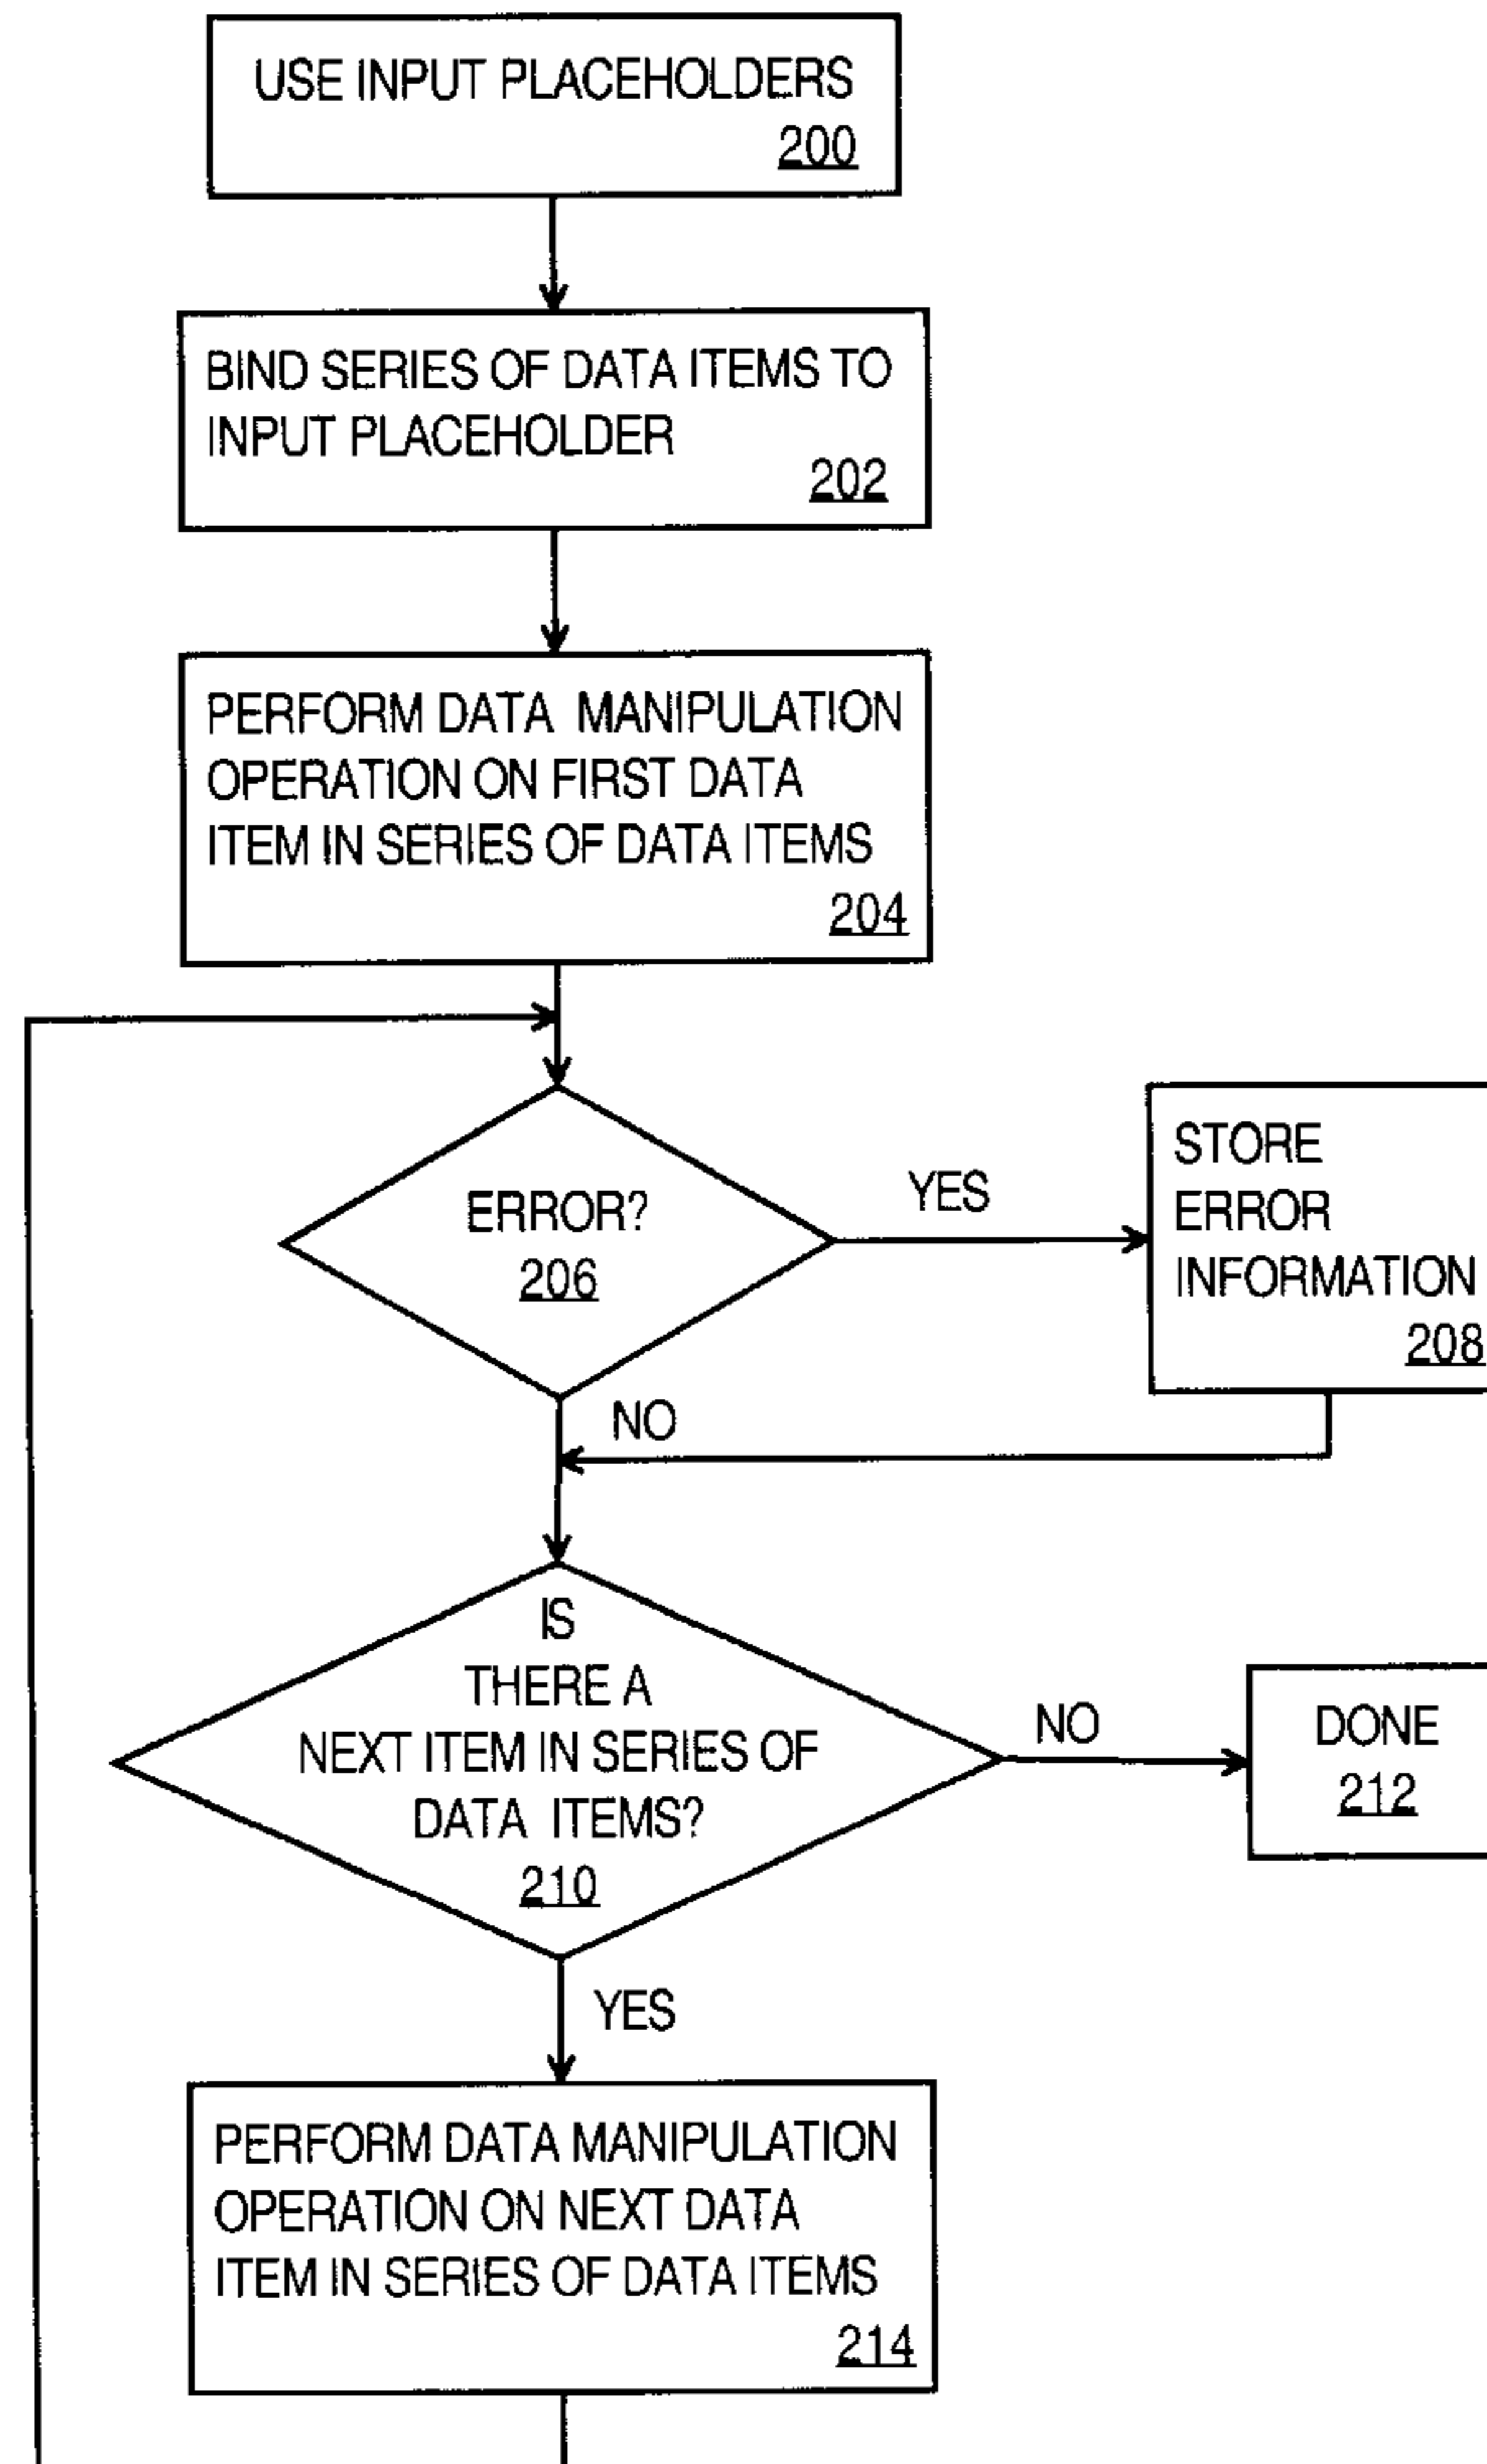 USE INPUT PLACEHOLDERS
200
BIND SERIES OF DATA ITEMS TO
INPUT PLACEHOLDER
202
PERFORM DATA MANIPULATION
OPERATION ON FIRST DATA
ITEM IN SERIES OF DATA ITEMS
204
ERROR?
206
YES
STORE
ERROR
INFORMATION
208
NO
IS
THERE A
NEXT ITEM IN SERIES OF
DATA ITEMS?
210
NO
DONE
212
YES
PERFORM DATA MANIPULATION
OPERATION ON NEXT DATA
ITEM IN SERIES OF DATA ITEMS
214